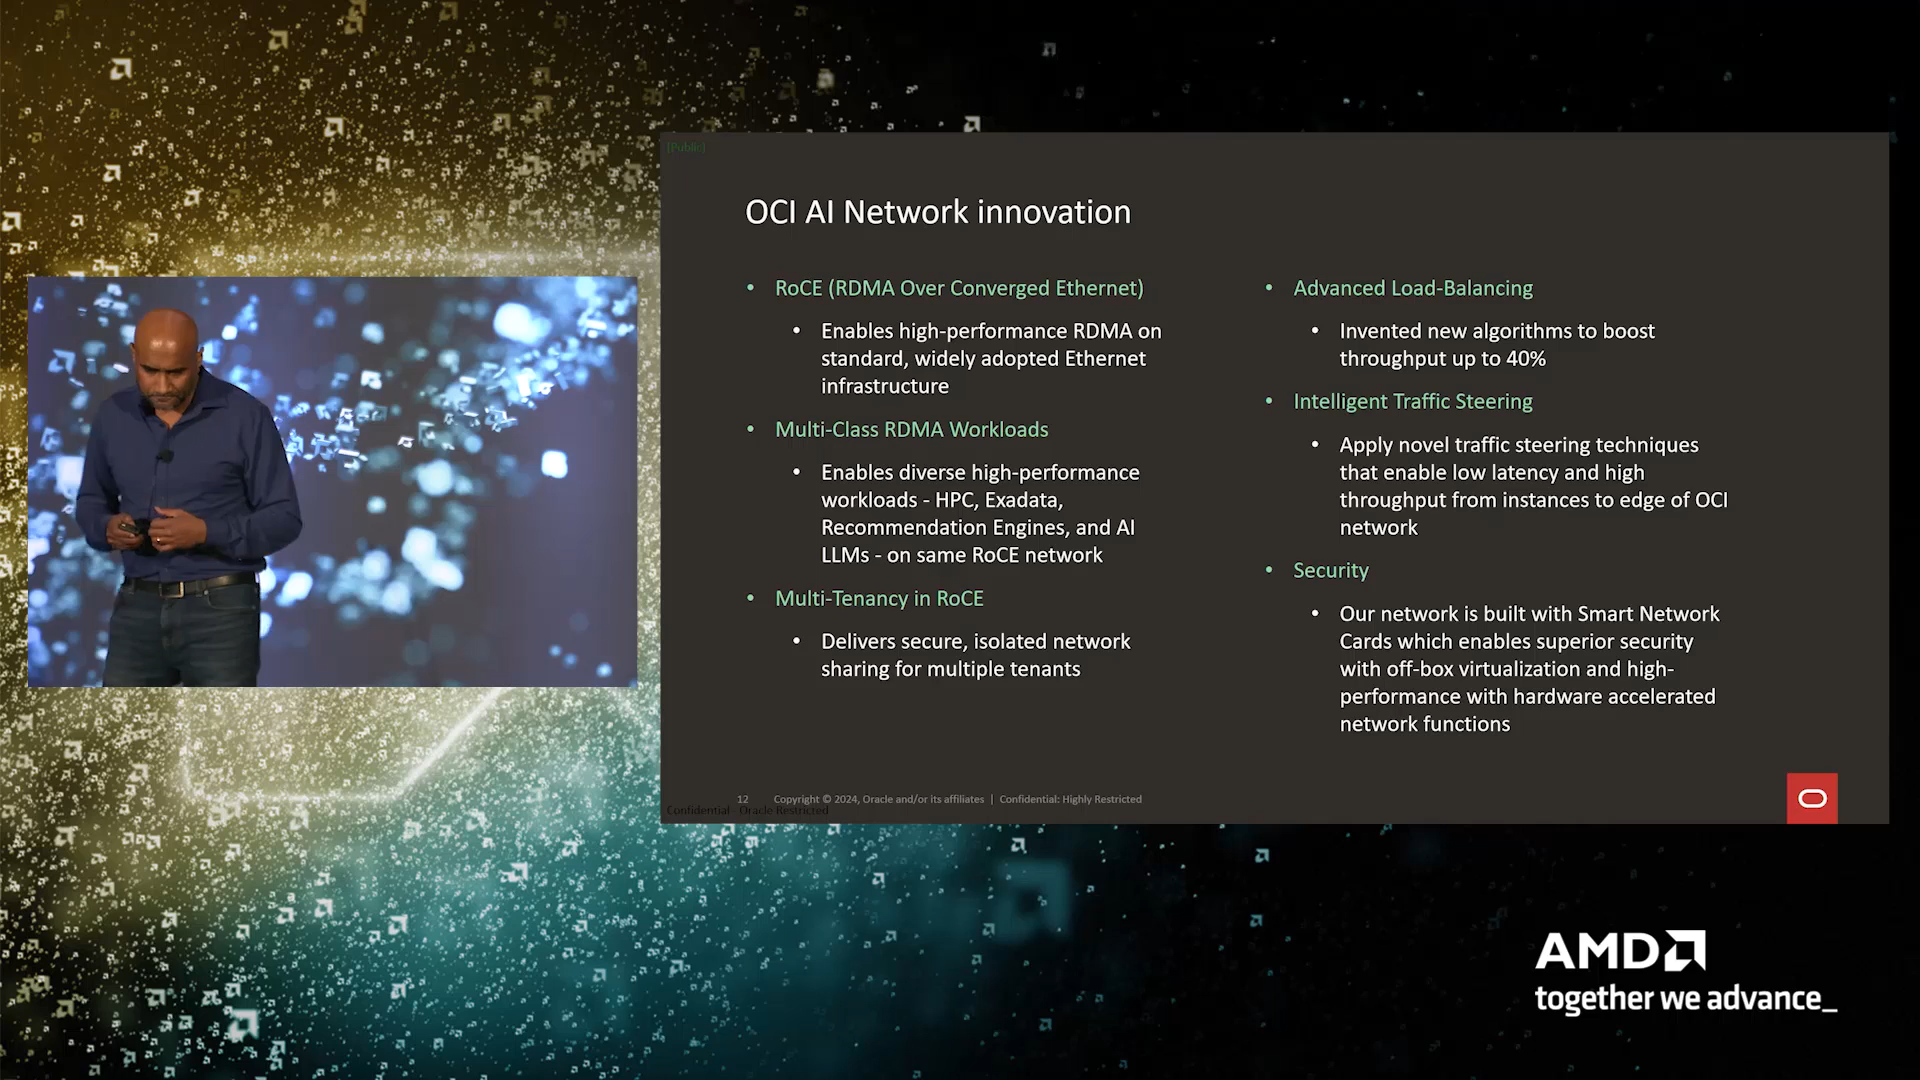 [Public]
OCI AI Network innovation
• RoCE (RDMA Over Converged Ethernet)
• Enables high-performance RDMA on
standard, widely adopted Ethernet
infrastructure
• Multi-Class RDMA Workloads
• Enables diverse high-performance
workloads - HPC, Exadata,
Recommendation Engines, and AI
LLMs - on same RoCE network
• Multi-Tenancy in RoCE
• Delivers secure, isolated network
sharing for multiple tenants
• Advanced Load-Balancing
• Invented new algorithms to boost
throughput up to 40%
• Intelligent Traffic Steering
• Apply novel traffic steering techniques
that enable low latency and high
throughput from instances to edge of OCI
network
• Security
• Our network is built with Smart Network
Cards which enables superior security
with off-box virtualization and high-
performance with hardware accelerated
network functions
12 Copyright © 2024, Oracle and/or its affiliates | Confidential: Highly Restricted
Confidential - Oracle Restricted
AMD
together we advance_